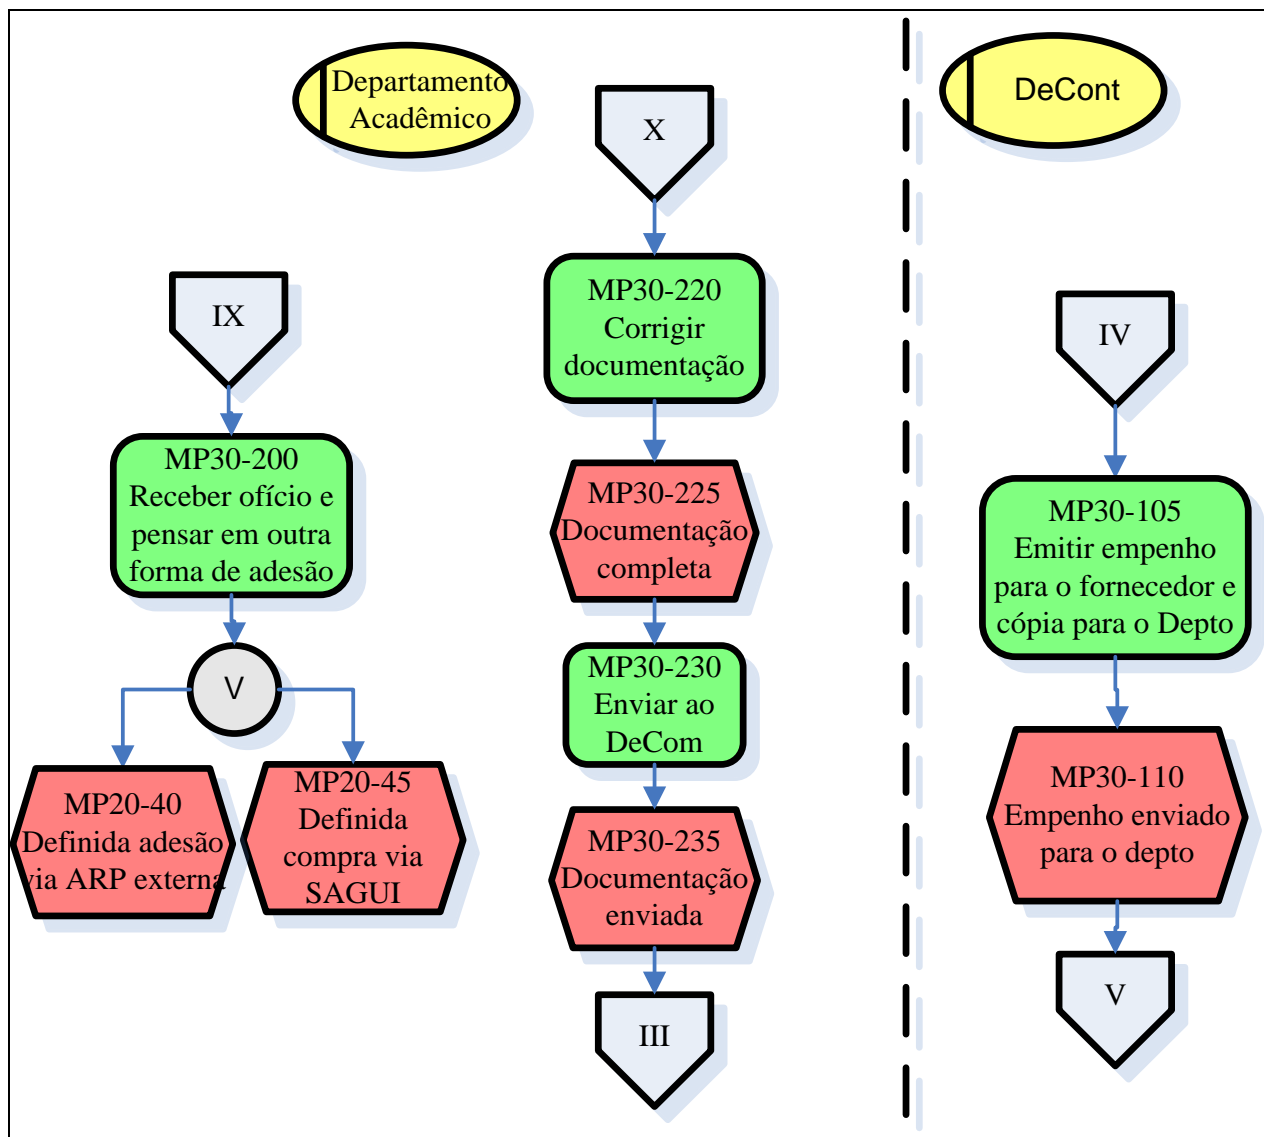 Departamento
Acadêmico
X
DeCont
IX
MP30-220
Corrigir
documentação
IV
MP30-200
Receber ofício e
pensar em outra
forma de adesão
MP30-225
Documentação
completa
MP30-105
Emitir empenho
para o fornecedor e
cópia para o Depto
V
MP30-230
Enviar ao
DeCom
MP20-40
Definida adesão
via ARP externa
MP20-45
Definida
compra via
SAGUI
MP30-235
Documentação
enviada
MP30-110
Empenho enviado
para o depto
III
V